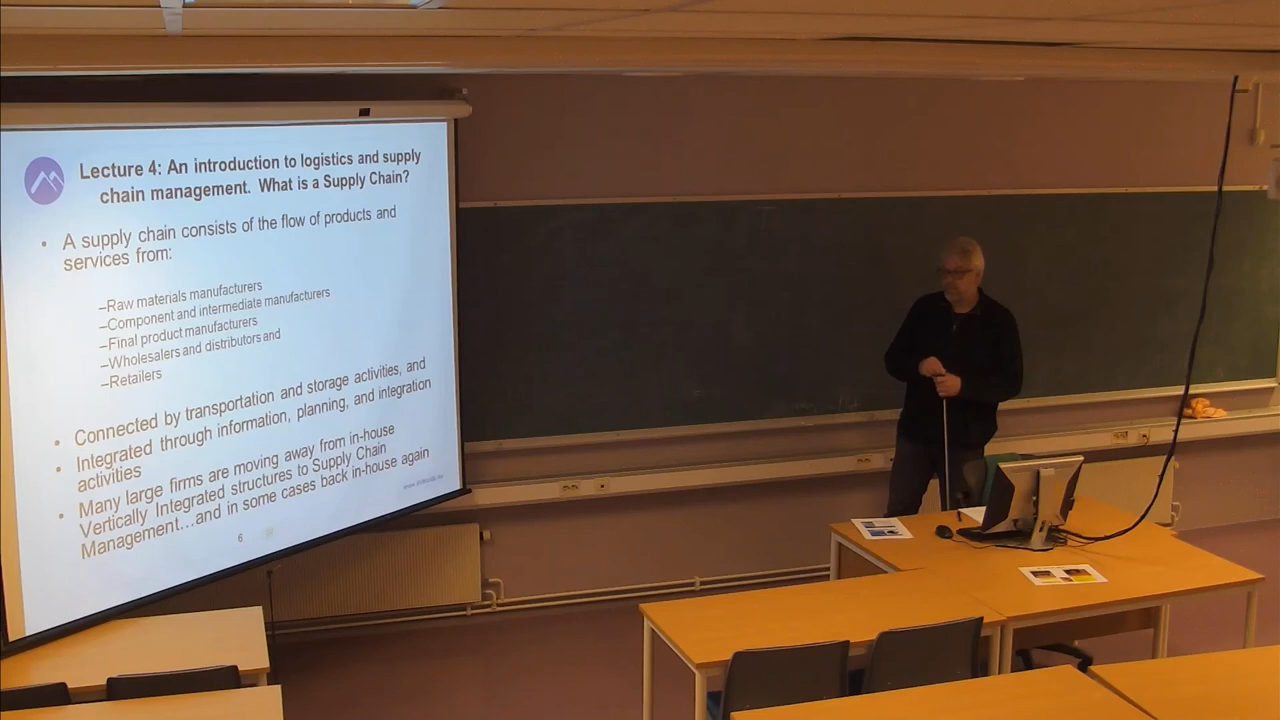 Lecture 4: An introduction to logistics and supply
chain management. What is a Supply Chain?
• A supply chain consists of the flow of products and
services from:
–Raw materials manufacturers
–Component and intermediate manufacturers
–Final product manufacturers
–Wholesalers and distributors and
–Retailers
• Connected by transportation and storage activities, and
• Integrated through information, planning, and integration
activities
• Many large firms are moving away from in-house
Vertically Integrated structures to Supply Chain
Management…and in some cases back in-house again
6